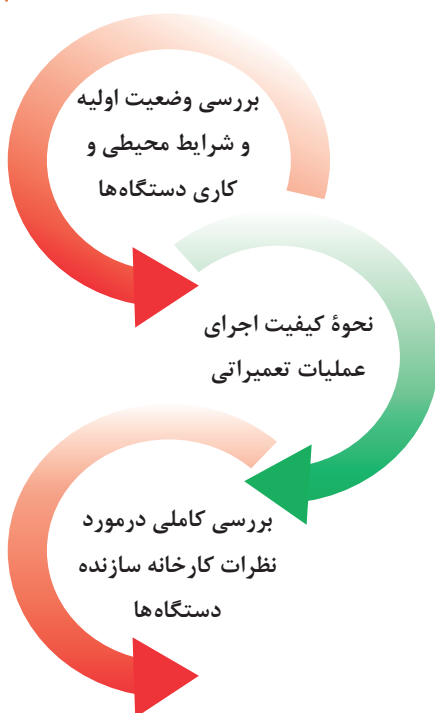 بررسی وضعیت اولیه
و شرایط محیطی و
کاری دستگاه‌ها
نحوهٔ کیفیت اجرای
عملیات تعمیراتی
بررسی کاملی درمورد
نظرات کارخانه سازنده
دستگاه‌ها